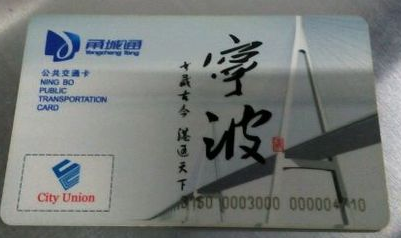 甬城通
Yongcheng Tong
公共交通卡
NING BO
PUBLIC
TRANSPORTATION
CARD
宁波
书藏古今 港通天下
City Union
3150 0003000 000004710